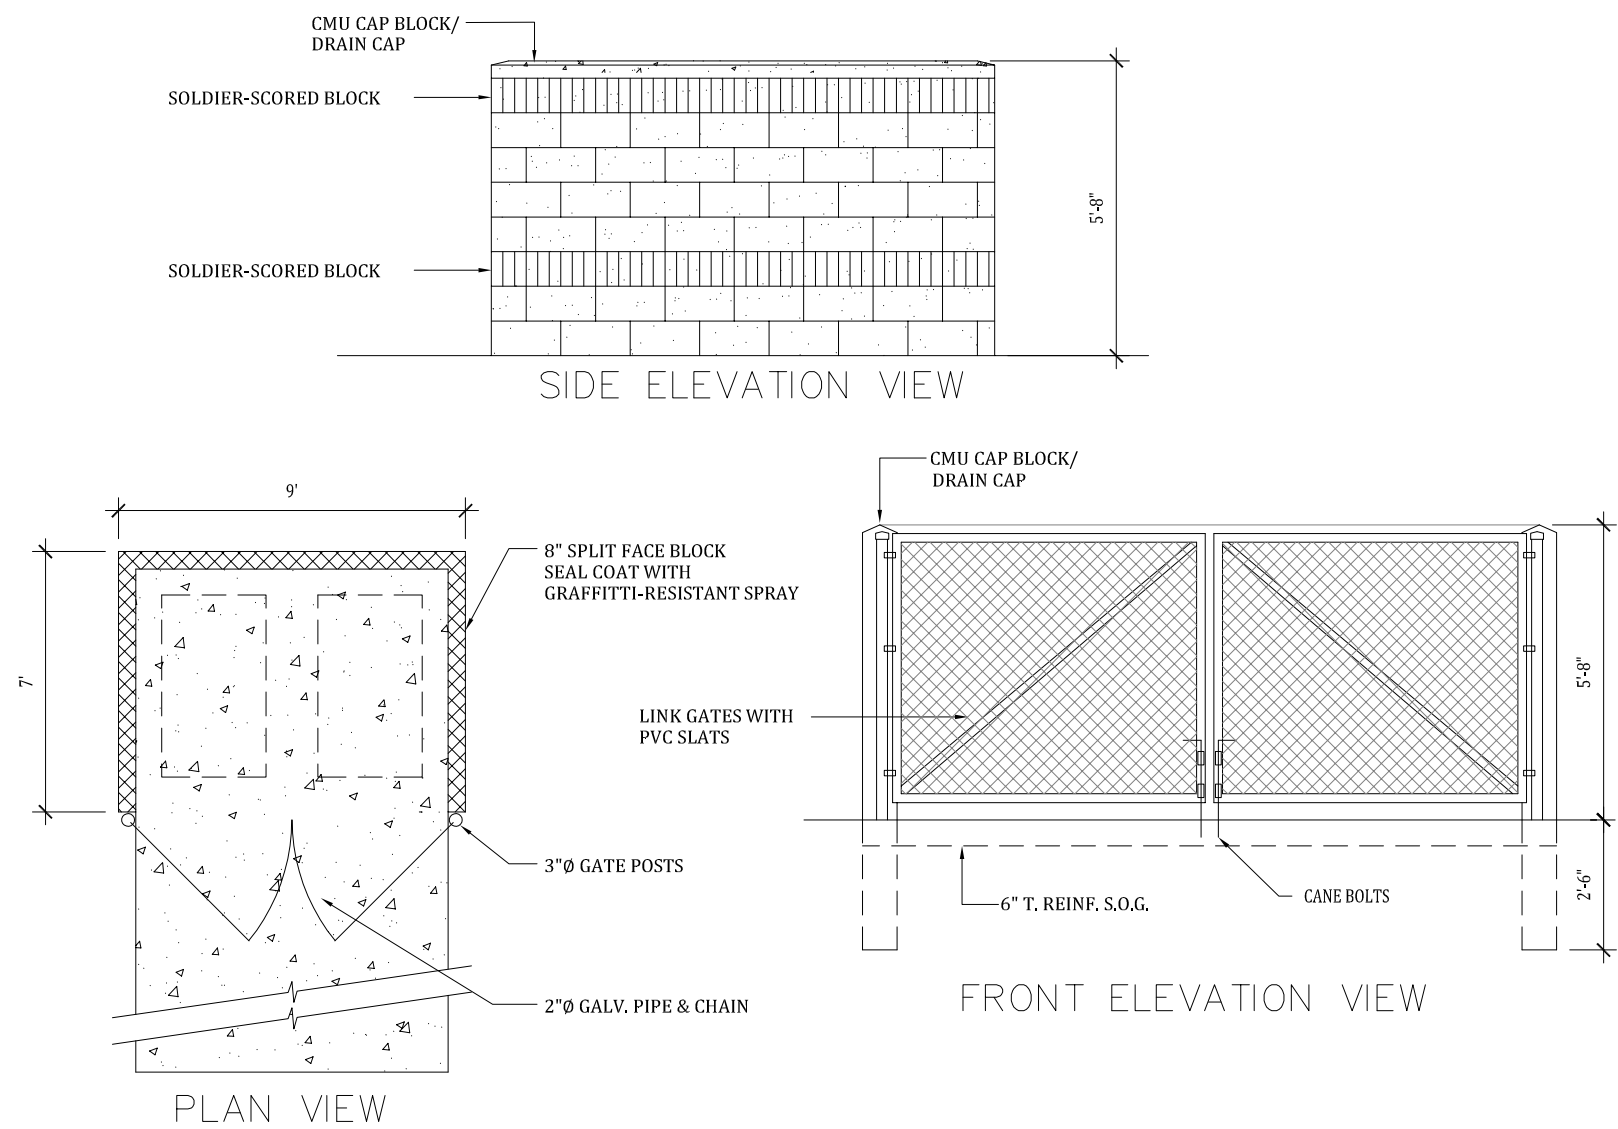 CMU CAP BLOCK/
DRAIN CAP
SOLDIER-SCORED BLOCK
5'-8"
SOLDIER-SCORED BLOCK
SIDE ELEVATION VIEW
9'
7'
8" SPLIT FACE BLOCK
SEAL COAT WITH
GRAFFITTI-RESISTANT SPRAY
3"Ø GATE POSTS
2"Ø GALV. PIPE & CHAIN
PLAN VIEW
CMU CAP BLOCK/
DRAIN CAP
LINK GATES WITH
PVC SLATS
5'-8"
2'-6"
6" T. REINF. S.O.G.
CANE BOLTS
FRONT ELEVATION VIEW